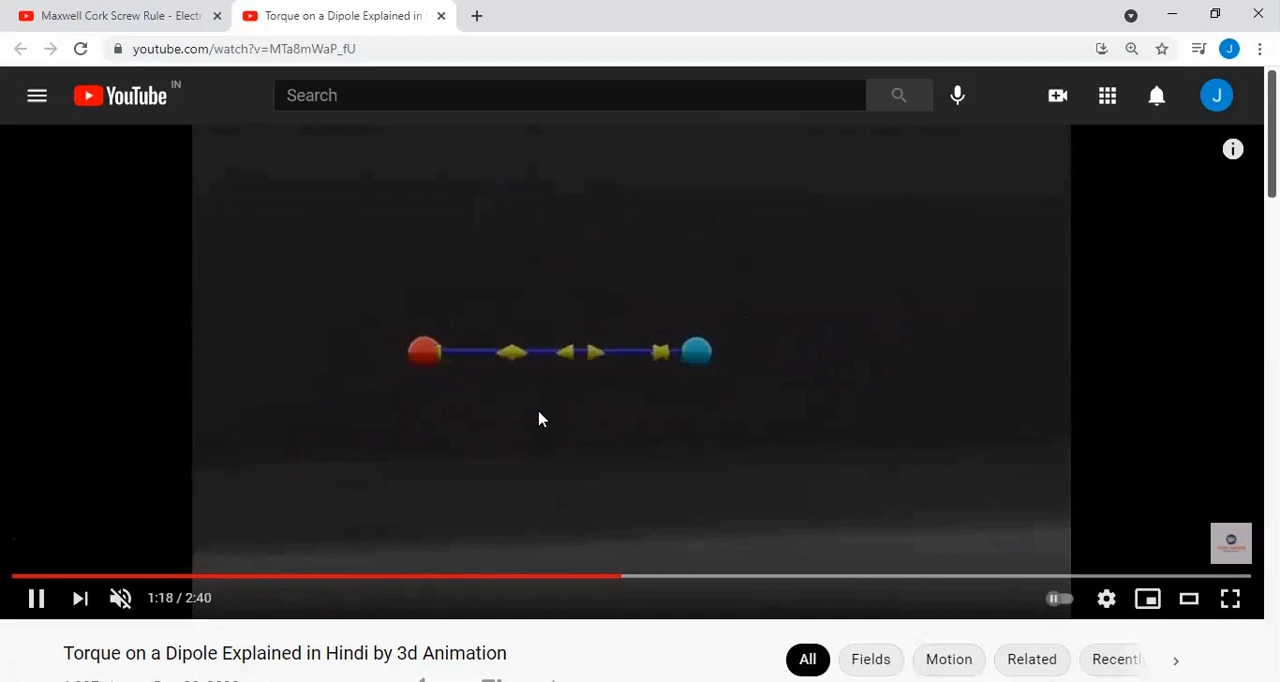 Maxwell Cork Screw Rule - Electr
Torque on a Dipole Explained in
youtube.com/watch?v=MTa8mWaP_fU
J
YouTube IN
Search
J
1:18 / 2:40
Torque on a Dipole Explained in Hindi by 3d Animation
All
Fields
Motion
Related
Recentl